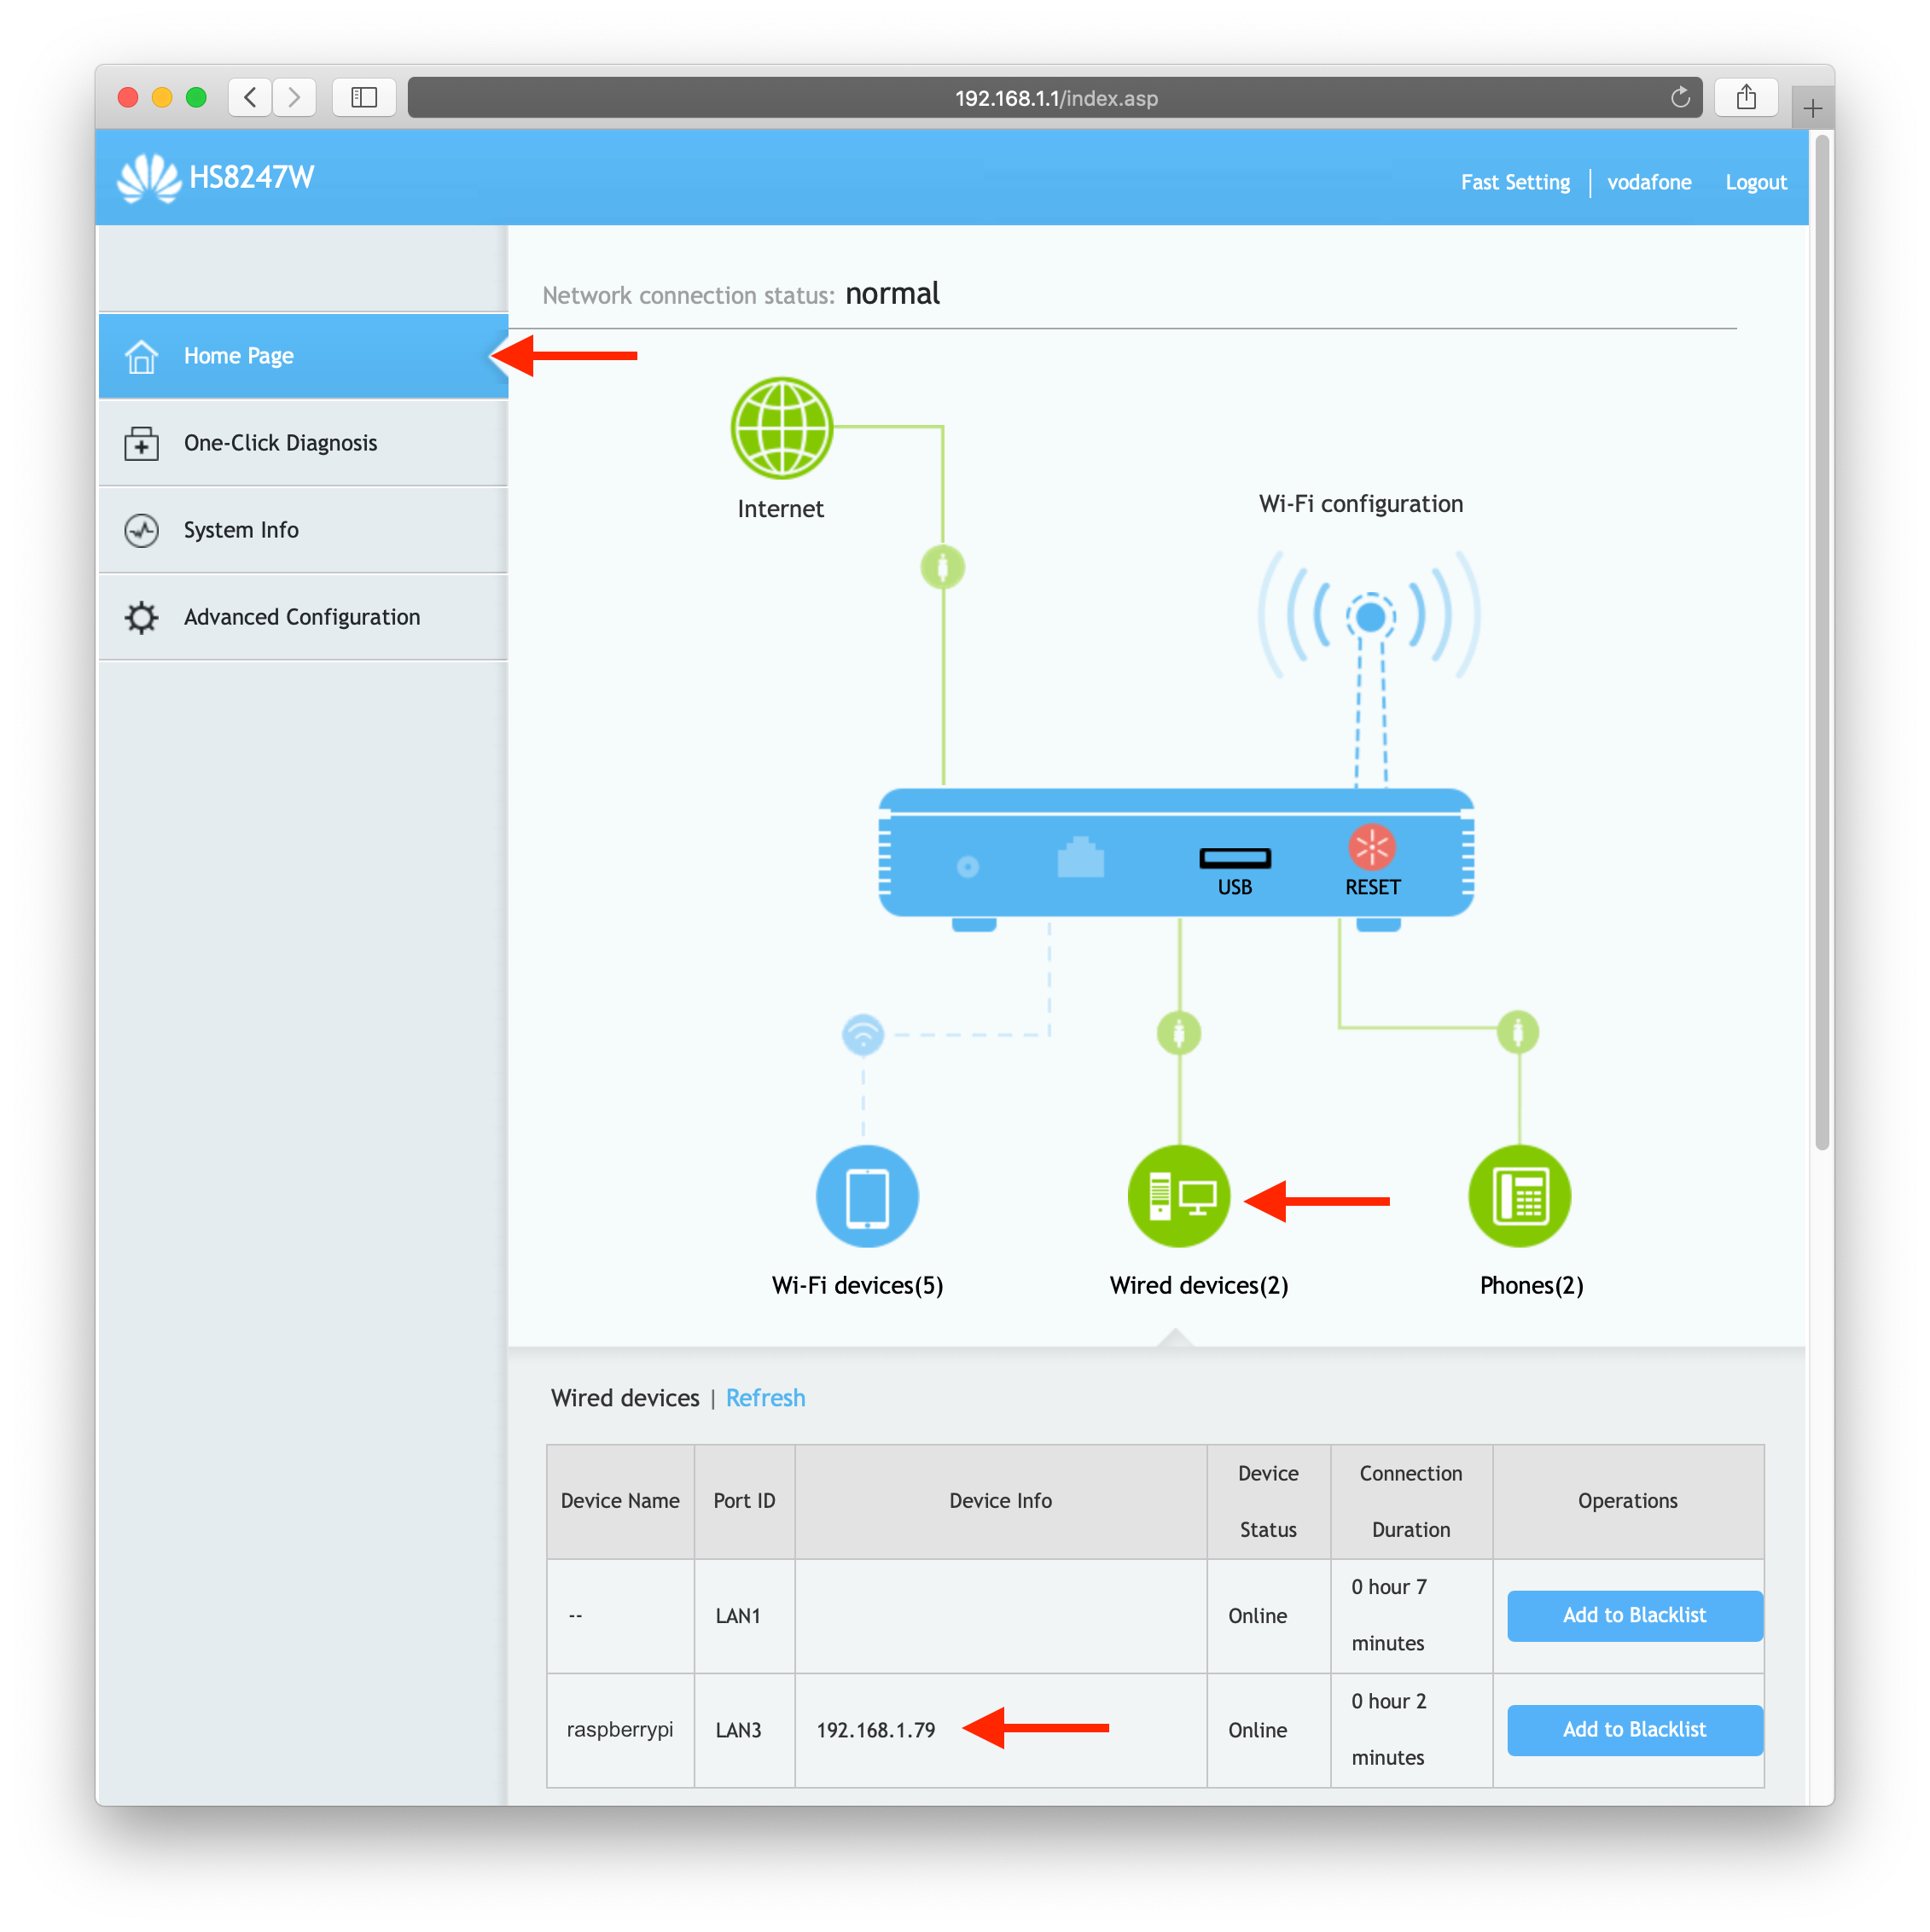 192.168.1.1/index.asp
HS8247W
Fast Setting | vodafone Logout
Network connection status: normal
Home Page
One-Click Diagnosis
System Info
Advanced Configuration
Internet
Wi-Fi configuration
USB
RESET
Wi-Fi devices(5)
Wired devices(2)
Phones(2)
Wired devices | Refresh
Device Name
Port ID
Device Info
Device
Status
Connection
Duration
Operations
--
LAN1
Online
0 hour 7
minutes
Add to Blacklist
raspberrypi
LAN3
192.168.1.79
Online
0 hour 2
minutes
Add to Blacklist